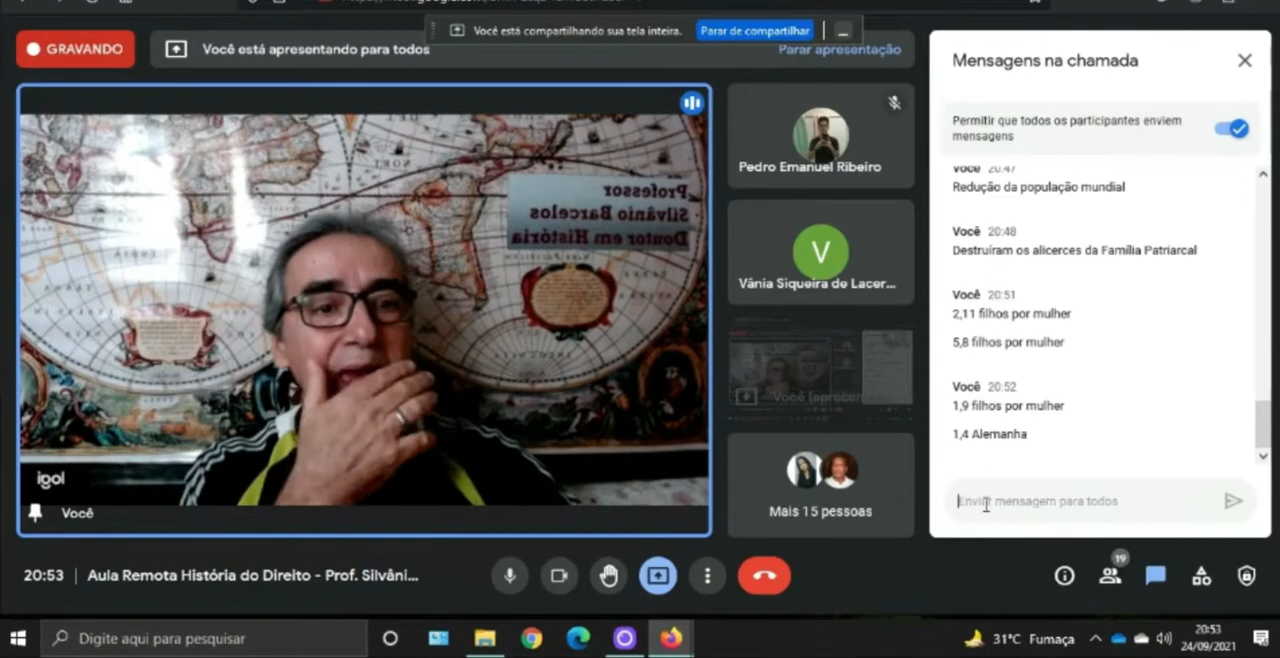 GRAVANDO
Você está apresentando para todos
Você está compartilhando sua tela inteira.
Parar de compartilhar
Parar apresentação
Professor
Silvânio Barcelos
Doutor em História
igol
Você
Pedro Emanuel Ribeiro
V
Vânia Siqueira de Lacer...
Mais 15 pessoas
Mensagens na chamada
Permitir que todos os participantes enviem
mensagens
Você 20:47
Redução da população mundial
Você 20:48
Destruíram os alicerces da Família Patriarcal
Você 20:51
2,11 filhos por mulher
5,8 filhos por mulher
Você 20:52
1,9 filhos por mulher
1,4 Alemanha
Enviar mensagem para todos
20:53 | Aula Remota História do Direito - Prof. Silvâni...
19
Digite aqui para pesquisar
31°C Fumaça
20:53
24/09/2021